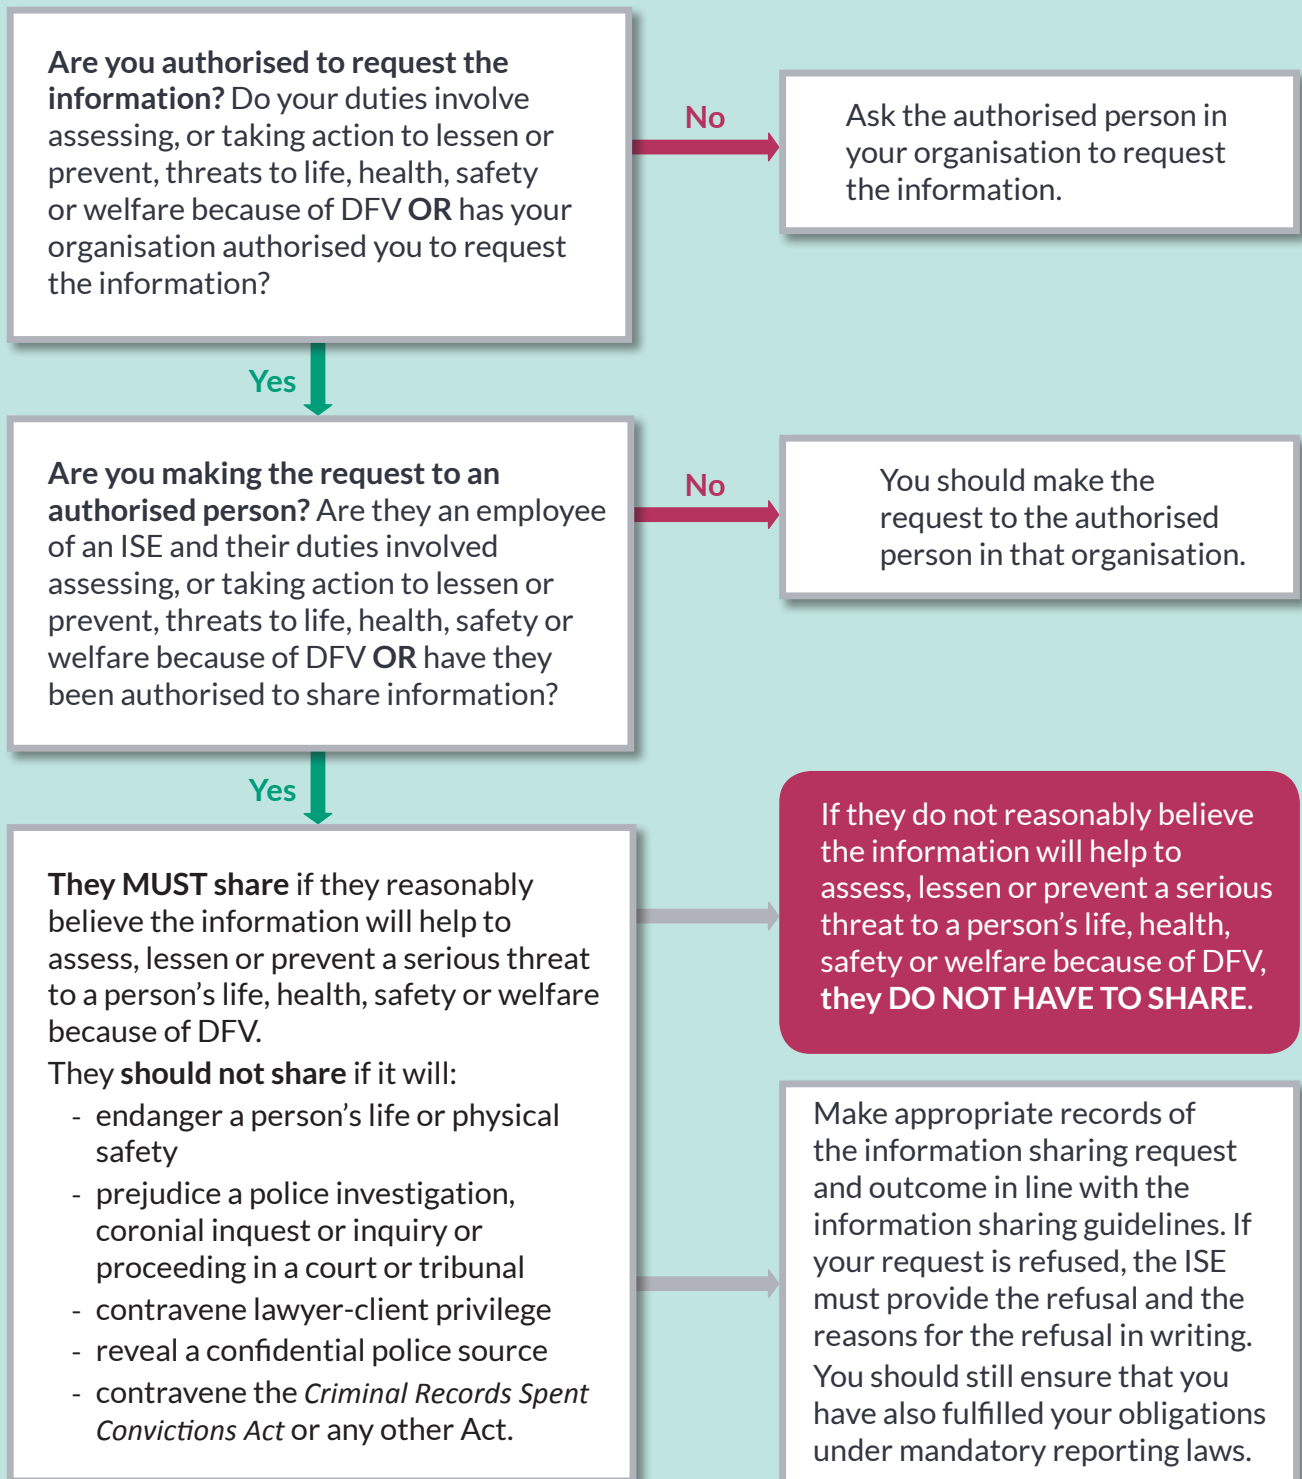 Are you authorised to request the
information? Do your duties involve
assessing, or taking action to lessen or
prevent, threats to life, health, safety
or welfare because of DFV OR has your
organisation authorised you to request
the information?
No
Ask the authorised person in
your organisation to request
the information.
Yes
Are you making the request to an
authorised person? Are they an employee
of an ISE and their duties involved
assessing, or taking action to lessen or
prevent, threats to life, health, safety or
welfare because of DFV OR have they
been authorised to share information?
No
You should make the
request to the authorised
person in that organisation.
Yes
They MUST share if they reasonably
believe the information will help to
assess, lessen or prevent a serious threat
to a person's life, health, safety or welfare
because of DFV.
They should not share if it will:
- endanger a person's life or physical
safety
- prejudice a police investigation,
coronial inquest or inquiry or
proceeding in a court or tribunal
- contravene lawyer-client privilege
- reveal a confidential police source
- contravene the Criminal Records Spent
Convictions Act or any other Act.
If they do not reasonably believe
the information will help to
assess, lessen or prevent a serious
threat to a person's life, health,
safety or welfare because of DFV,
they DO NOT HAVE TO SHARE.
Make appropriate records of
the information sharing request
and outcome in line with the
information sharing guidelines. If
your request is refused, the ISE
must provide the refusal and the
reasons for the refusal in writing.
You should still ensure that you
have also fulfilled your obligations
under mandatory reporting laws.